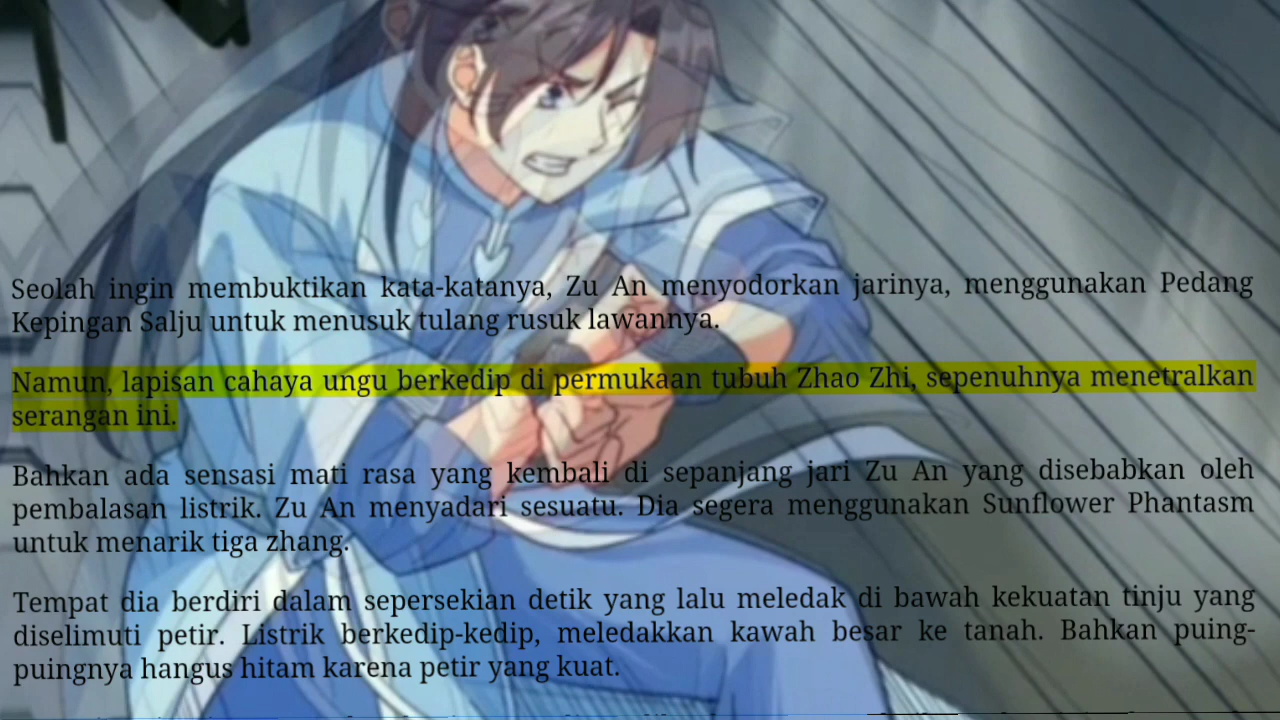 Seolah ingin membuktikan kata-katanya, Zu An menyodorkan jarinya, menggunakan Pedang
Kepingan Salju untuk menusuk tulang rusuk lawannya.
Namun, lapisan cahaya ungu berkedip di permukaan tubuh Zhao Zhi, sepenuhnya menetralkan
serangan ini.
Bahkan ada sensasi mati rasa yang kembali di sepanjang jari Zu An yang disebabkan oleh
pembalasan listrik. Zu An menyadari sesuatu. Dia segera menggunakan Sunflower Phantasm
untuk menarik tiga zhang.
Tempat dia berdiri dalam sepersekian detik yang lalu meledak di bawah kekuatan tinju yang
diselimuti petir. Listrik berkedip-kedip, meledakkan kawah besar ke tanah. Bahkan puing-
puingnya hangus hitam karena petir yang kuat.